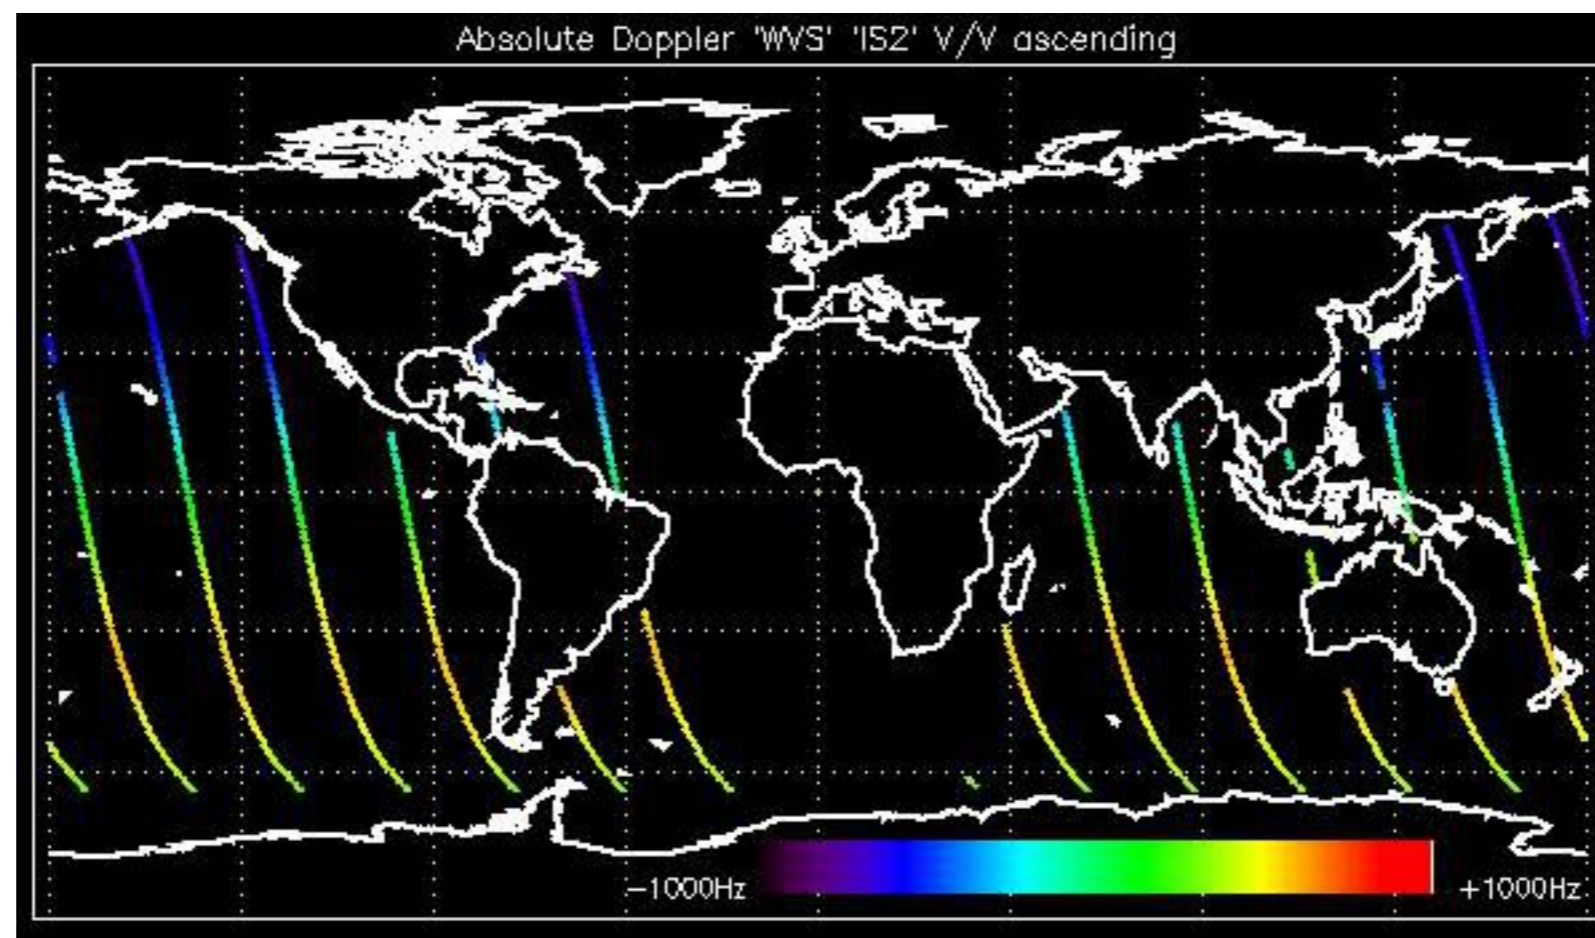 Absolute Doppler 'WVS' 'IS2' V/V ascending
−1000Hz
+1000Hz